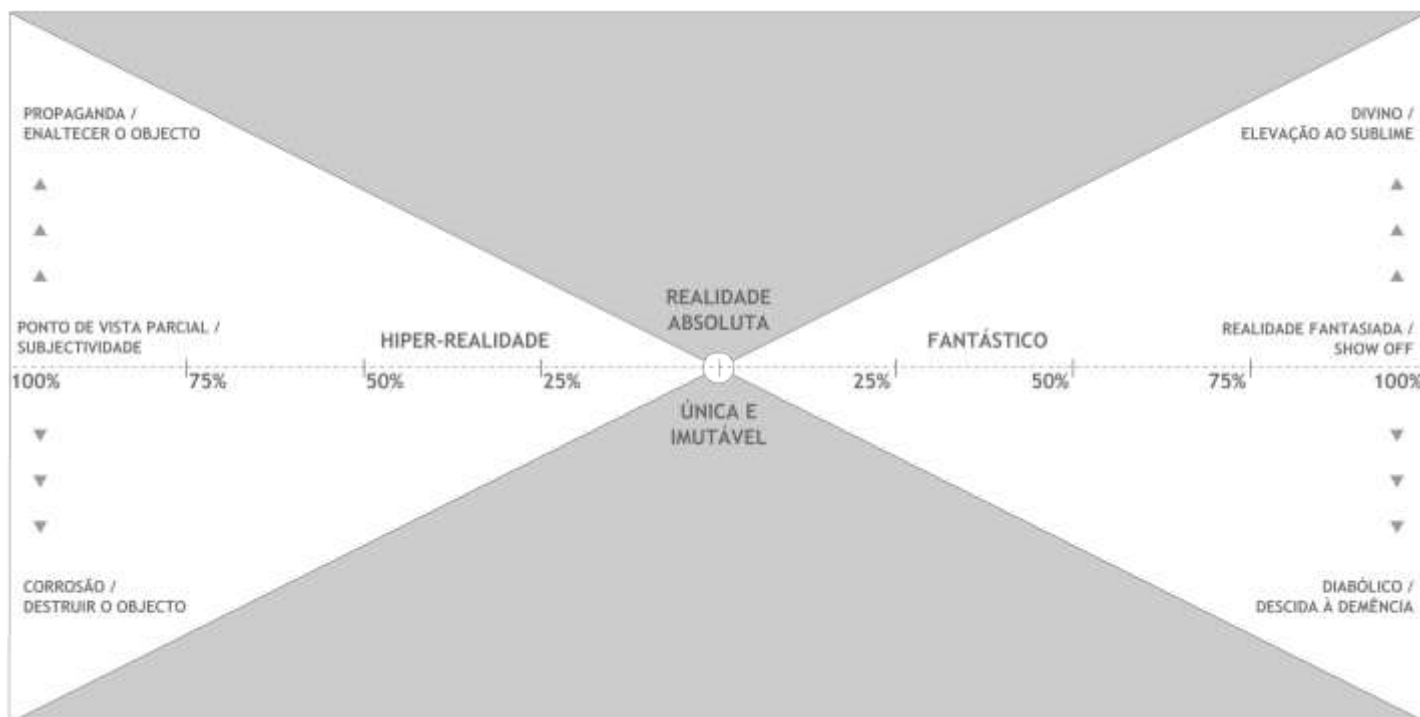 PROPAGANDA /
ENALTECER O OBJECTO
DIVINO /
ELEVAÇÃO AO SUBLIME
REALIDADE
ABSOLUTA
PONTO DE VISTA PARCIAL /
SUBJECTIVIDADE
HIPER-REALIDADE
FANTÁSTICO
REALIDADE FANTASIADA /
SHOW OFF
100%
75%
50%
25%
25%
50%
75%
100%
ÚNICA E
IMUTÁVEL
CORROSÃO /
DESTRUIR O OBJECTO
DIABÓLICO /
DESCIDA À DEMÊNCIA